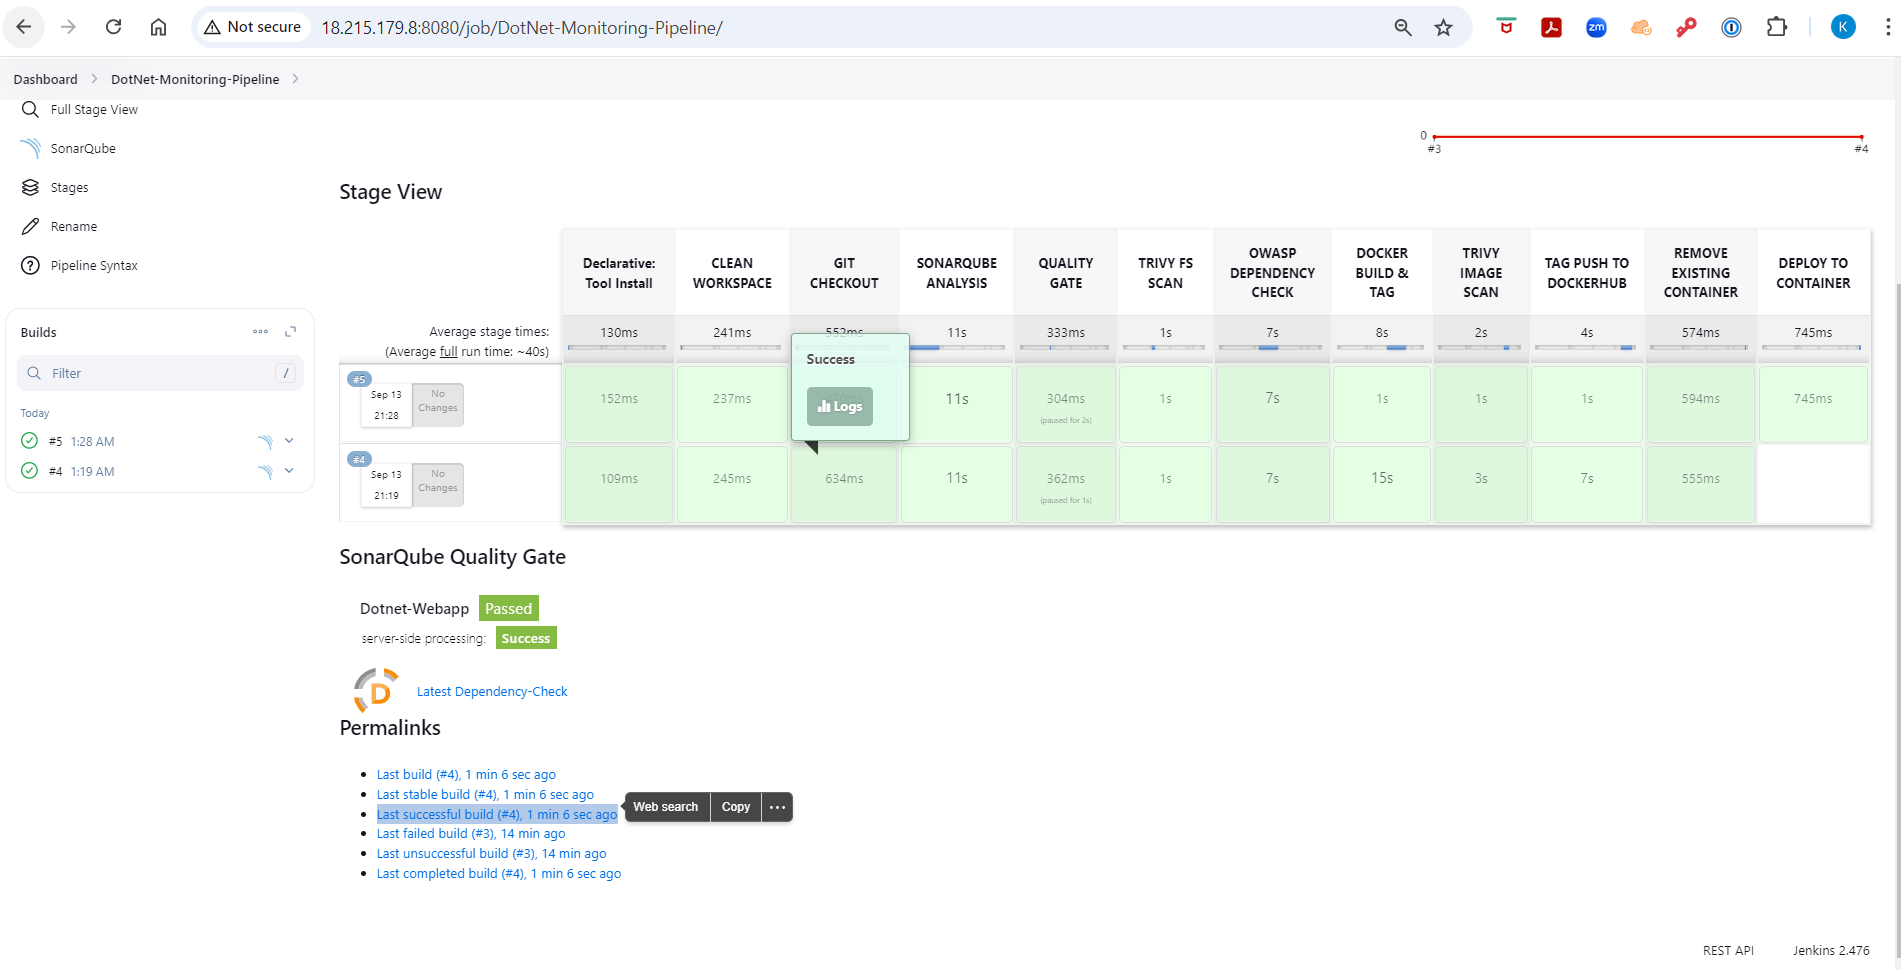 Not secure
18.215.179.8:8080/job/DotNet-Monitoring-Pipeline/
zm
K
Dashboard
DotNet-Monitoring-Pipeline
Full Stage View
SonarQube
Stages
Rename
Pipeline Syntax
Builds
Filter
/
Today
#5 1:28 AM
#4 1:19 AM
0
#3
#4
Stage View
Declarative: Tool Install
CLEAN WORKSPACE
GIT CHECKOUT
SONARQUBE ANALYSIS
QUALITY GATE
TRIVY FS SCAN
OWASP DEPENDENCY CHECK
DOCKER BUILD & TAG
TRIVY IMAGE SCAN
TAG PUSH TO DOCKERHUB
REMOVE EXISTING CONTAINER
DEPLOY TO CONTAINER
Average stage times:
(Average full run time: ~40s)
130ms 241ms 552ms 11s 333ms 1s 7s 8s 2s 4s 574ms 745ms
Success
Logs
#5
Sep 13
21:28
No Changes
152ms 237ms 11s 304ms 1s 7s 1s 1s 1s 594ms 745ms
(paused for 2s)
#4
Sep 13
21:19
No Changes
109ms 245ms 634ms 11s 362ms 1s 7s 15s 3s 7s 555ms
(paused for 1s)
SonarQube Quality Gate
Dotnet-Webapp Passed
server-side processing: Success
D
Latest Dependency-Check
Permalinks
Last build (#4), 1 min 6 sec ago
Last stable build (#4), 1 min 6 sec ago
Last successful build (#4), 1 min 6 sec ago
Web search Copy
Last failed build (#3), 14 min ago
Last unsuccessful build (#3), 14 min ago
Last completed build (#4), 1 min 6 sec ago
REST API
Jenkins 2.476